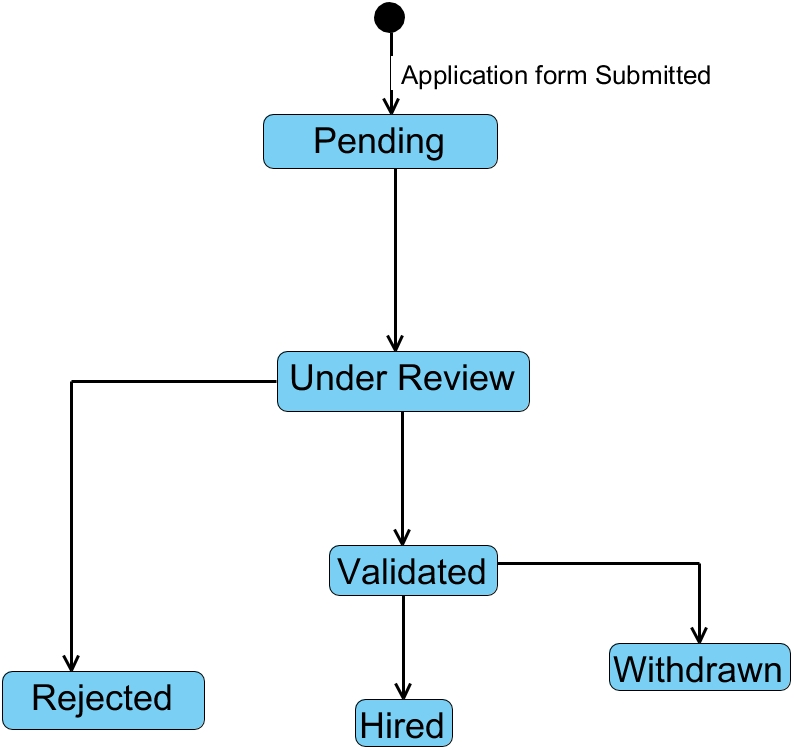 Application form Submitted
Pending
Under Review
Validated
Withdrawn
Rejected
Hired